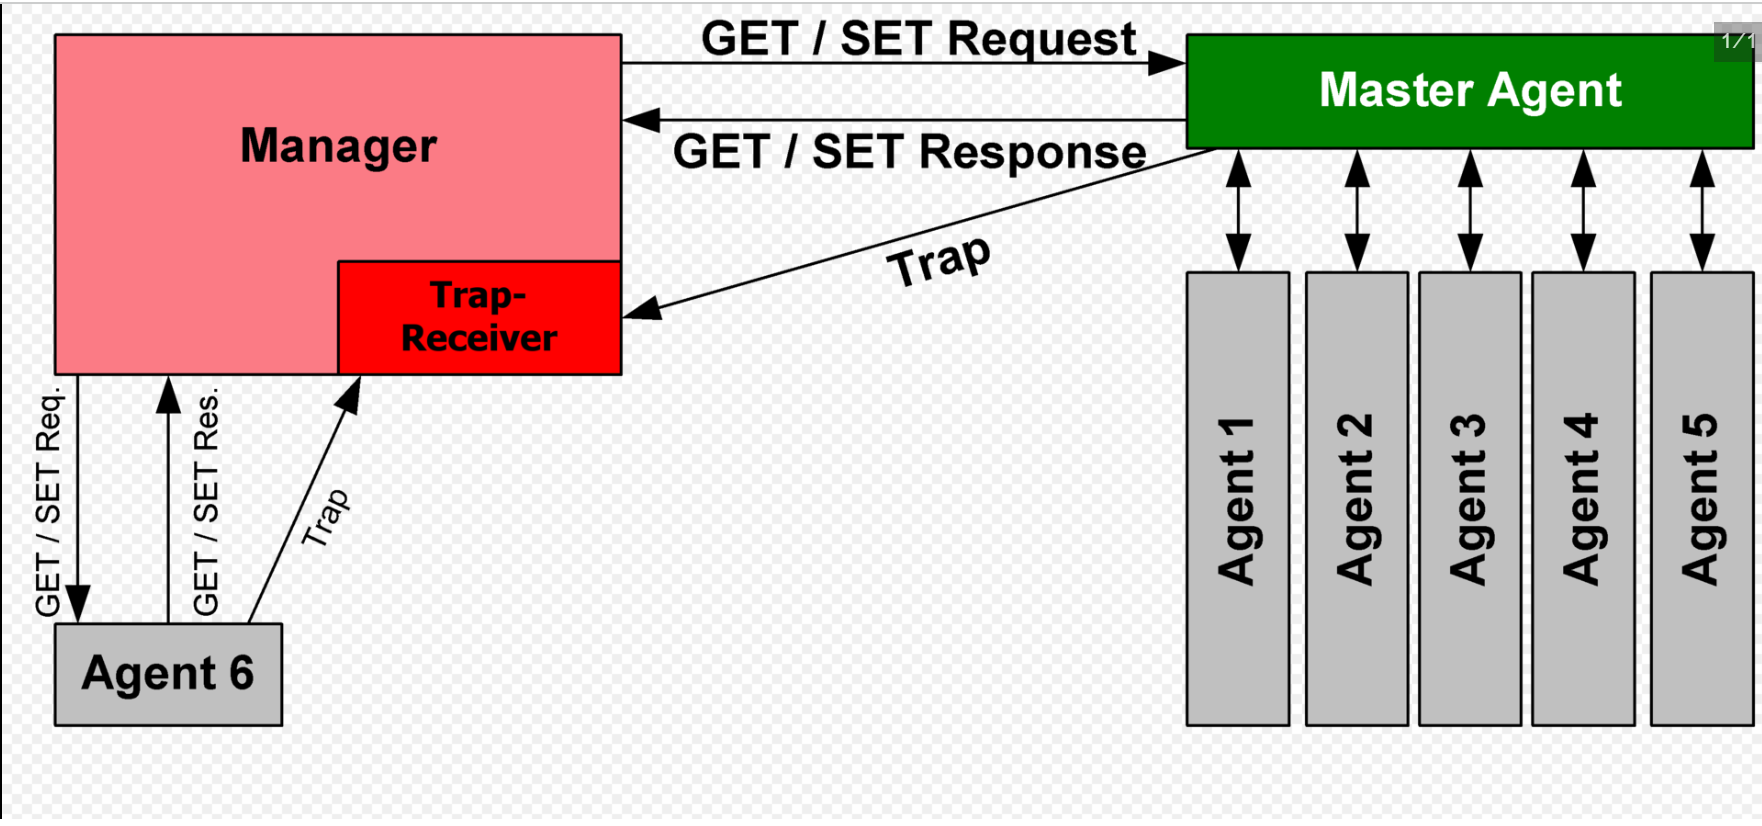 GET / SET Request
1/1
Master Agent
Manager
GET / SET Response
Trap
Trap-
Receiver
GET / SET Req.
GET / SET Res.
Trap
Agent 1
Agent 2
Agent 3
Agent 4
Agent 5
Agent 6